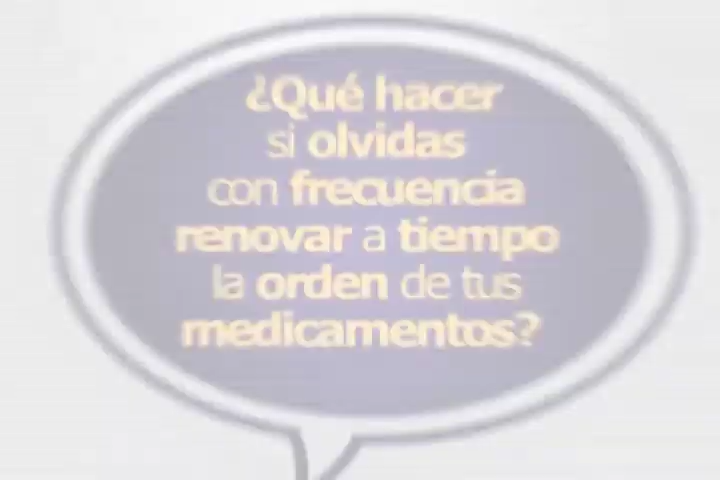 ¿Qué hacer
si olvidas
con frecuencia
renovar a tiempo
la orden de tus
medicamentos?